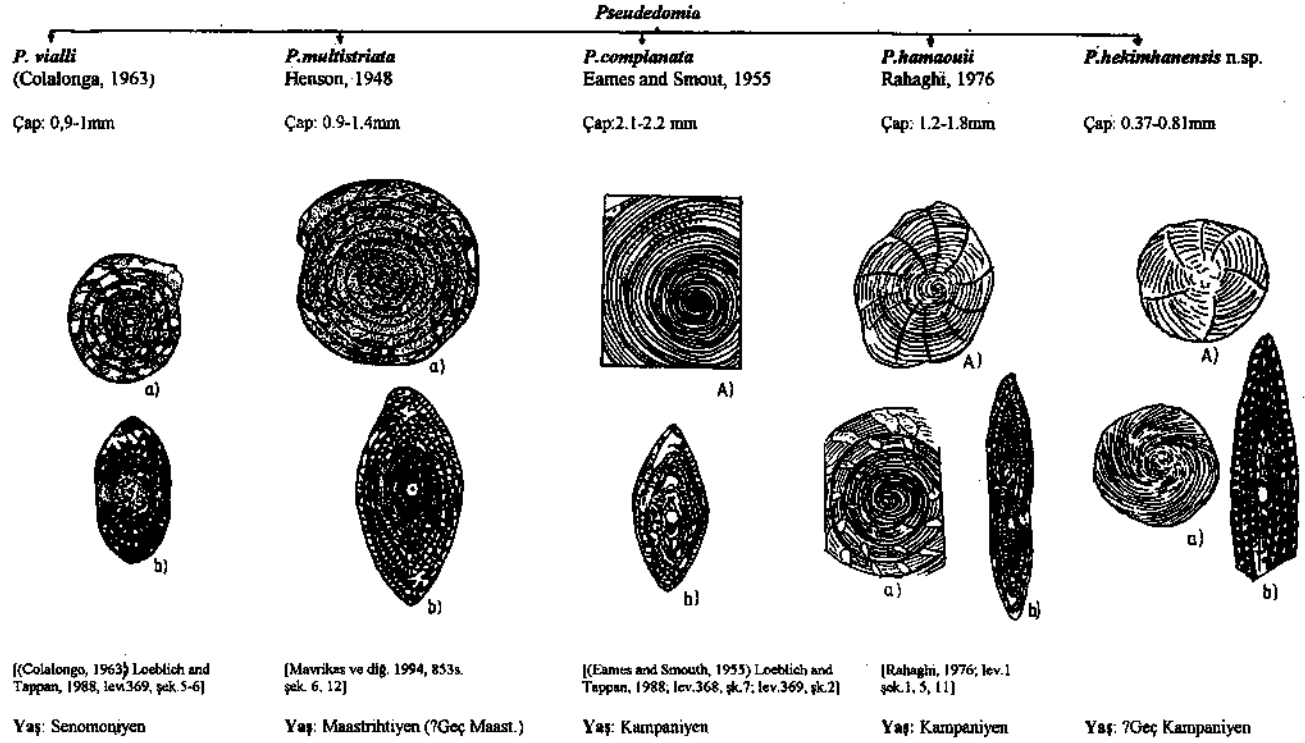 Pseudedomia
P. vialli
(Colalonga, 1963)
Çap: 0,9-1mm
a)
b)
[(Colalongo, 1963) Loeblich and
Tappan, 1988, lev.369, şek.5-6]
Yaş: Senomoniyen
P.multistriata
Henson, 1948
Çap: 0.9-1.4mm
a)
b)
[Mavrikas ve diğ. 1994, 853s.
şek. 6, 12]
Yaş: Maastrihtiyen (?Geç Maast.)
P.complanata
Eames and Smout, 1955
Çap:2.1-2.2 mm
A)
b)
[(Eames and Smouth, 1955) Loeblich and
Tappan, 1988; lev.368, şk.7; lev.369, şk.2]
Yaş: Kampaniyen
P.hamaouii
Rahaghi, 1976
Çap: 1.2-1.8mm
A)
a)
b)
[Rahaghi, 1976; lev.1
şek.1, 5, 11]
Yaş: Kampaniyen
P.hekimhanensis n.sp.
Çap: 0.37-0.81mm
A)
a)
b)
Yaş: ?Geç Kampaniyen